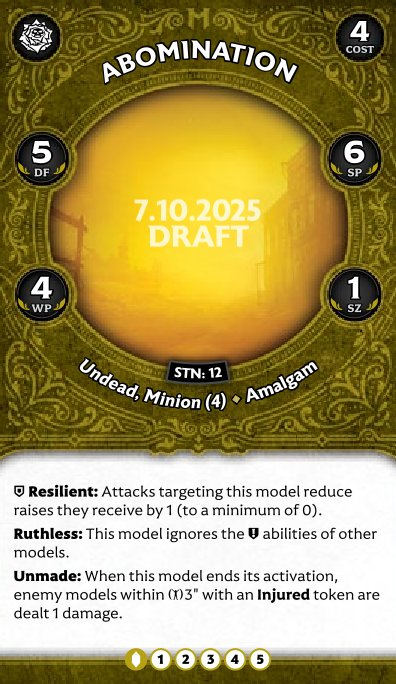 ABOMINATION
4
COST
5
DF
6
SP
7.10.2025
DRAFT
4
WP
1
SZ
STN: 12
Undead, Minion (4) ⬥ Amalgam
Resilient: Attacks targeting this model reduce
raises they receive by 1 (to a minimum of 0).
Ruthless: This model ignores the abilities of other
models.
Unmade: When this model ends its activation,
enemy models within 3" with an Injured token are
dealt 1 damage.
1 2 3 4 5